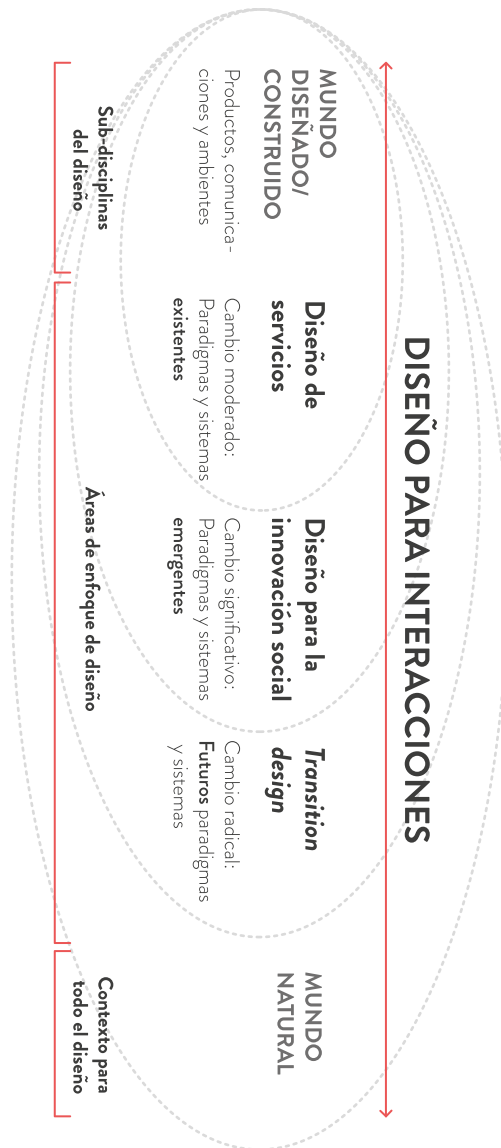 DISEÑO PARA INTERACCIONES
MUNDO
DISEÑADO/
CONSTRUIDO
Productos, comunica-
ciones y ambientes
Diseño de
servicios
Cambio moderado:
Paradigmas y sistemas
existentes
Diseño para la
innovación social
Cambio significativo:
Paradigmas y sistemas
emergentes
Transition
design
Cambio radical:
Futuros paradigmas
y sistemas
MUNDO
NATURAL
Sub-disciplinas
del diseño
Áreas de enfoque de diseño
Contexto para
todo el diseño